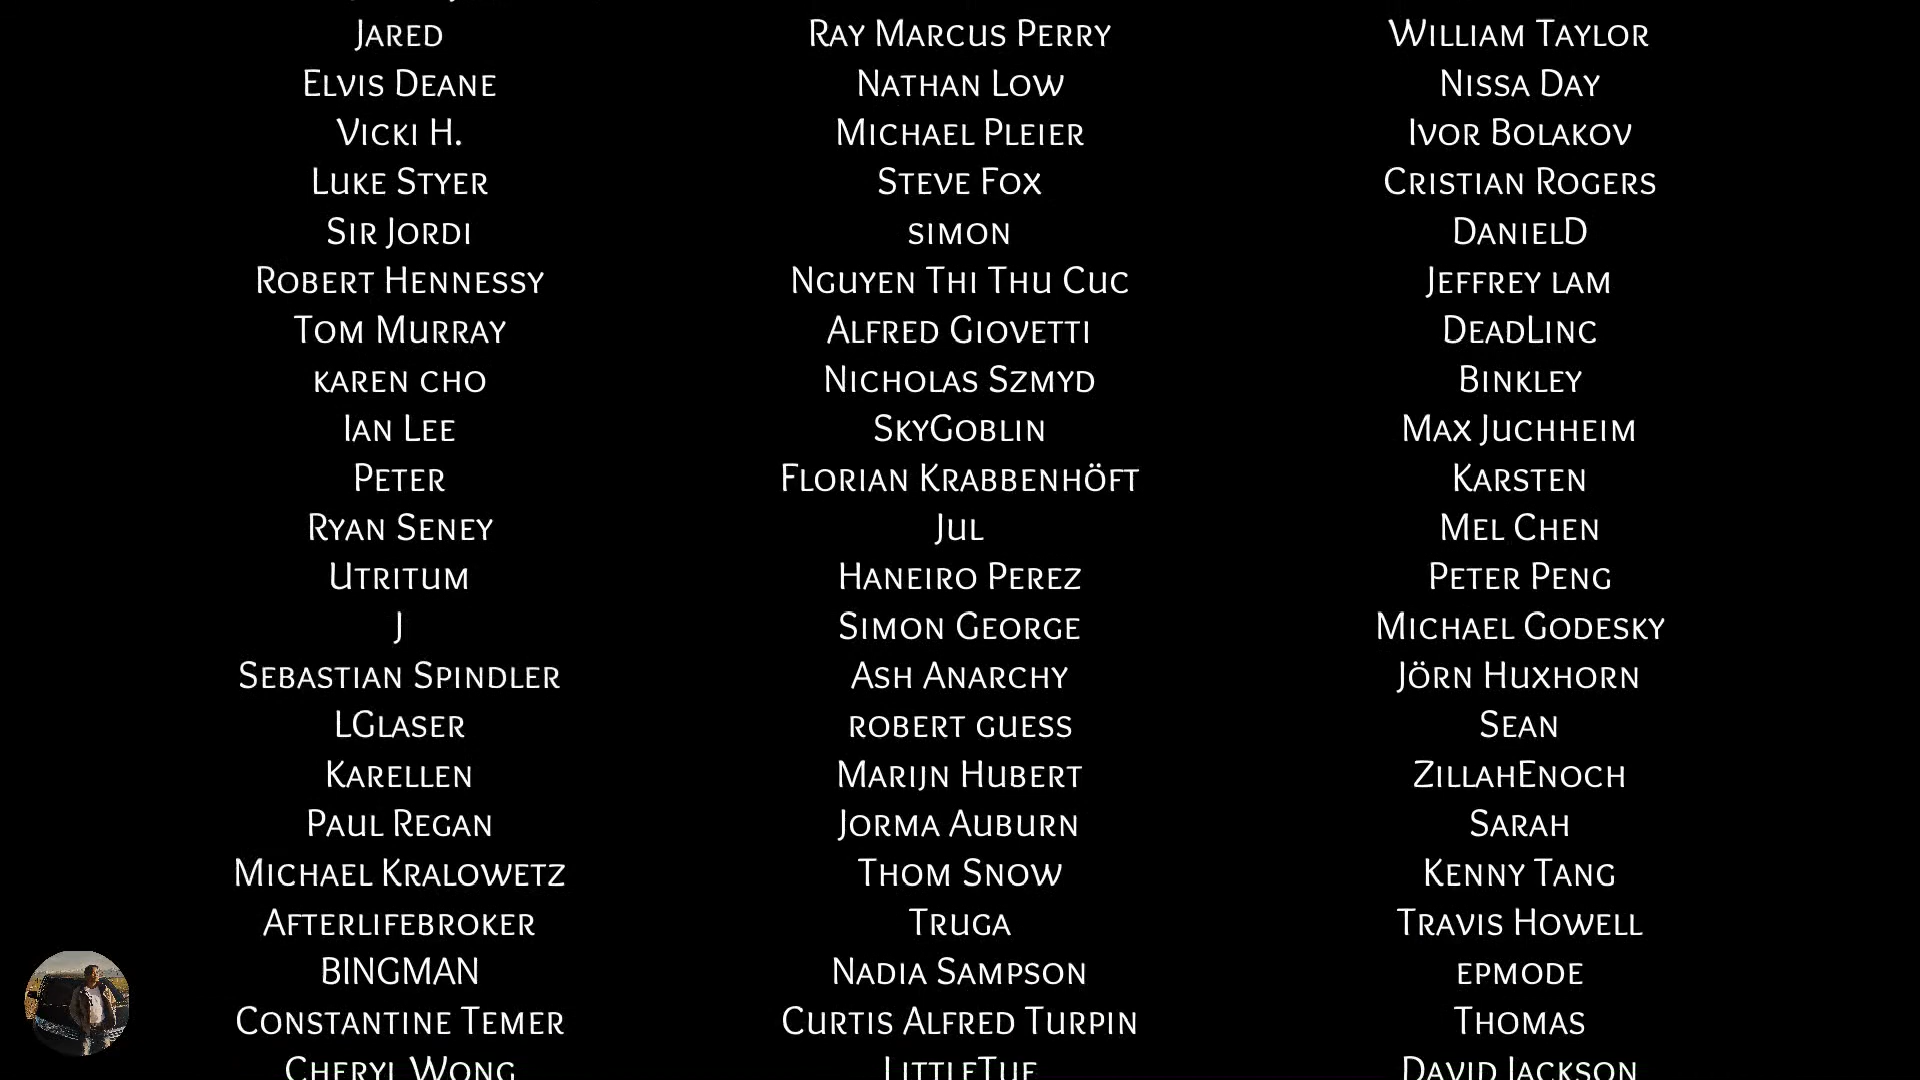 Jared Ray Marcus Perry William Taylor
Elvis Deane Nathan Low Nissa Day
Vicki H. Michael Pleier Ivor Bolakov
Luke Styer Steve Fox Cristian Rogers
Sir Jordi simon DanielD
Robert Hennessy Nguyen Thi Thu Cuc Jeffrey lam
Tom Murray Alfred Giovetti DeadLinc
karen cho Nicholas Szmyd Binkley
Ian Lee SkyGoblin Max Juchheim
Peter Florian Krabbenhöft Karsten
Ryan Seney Jul Mel Chen
Utritum Haneiro Perez Peter Peng
J Simon George Michael Godesky
Sebastian Spindler Ash Anarchy Jörn Huxhorn
LGlaser robert guess Sean
Karellen Marijn Hubert ZillahEnoch
Paul Regan Jorma Auburn Sarah
Michael Kralowetz Thom Snow Kenny Tang
Afterlifebroker Truga Travis Howell
BINGMAN Nadia Sampson epmode
Constantine Temer Curtis Alfred Turpin Thomas
Cheryl Wong LittleTue David Jackson